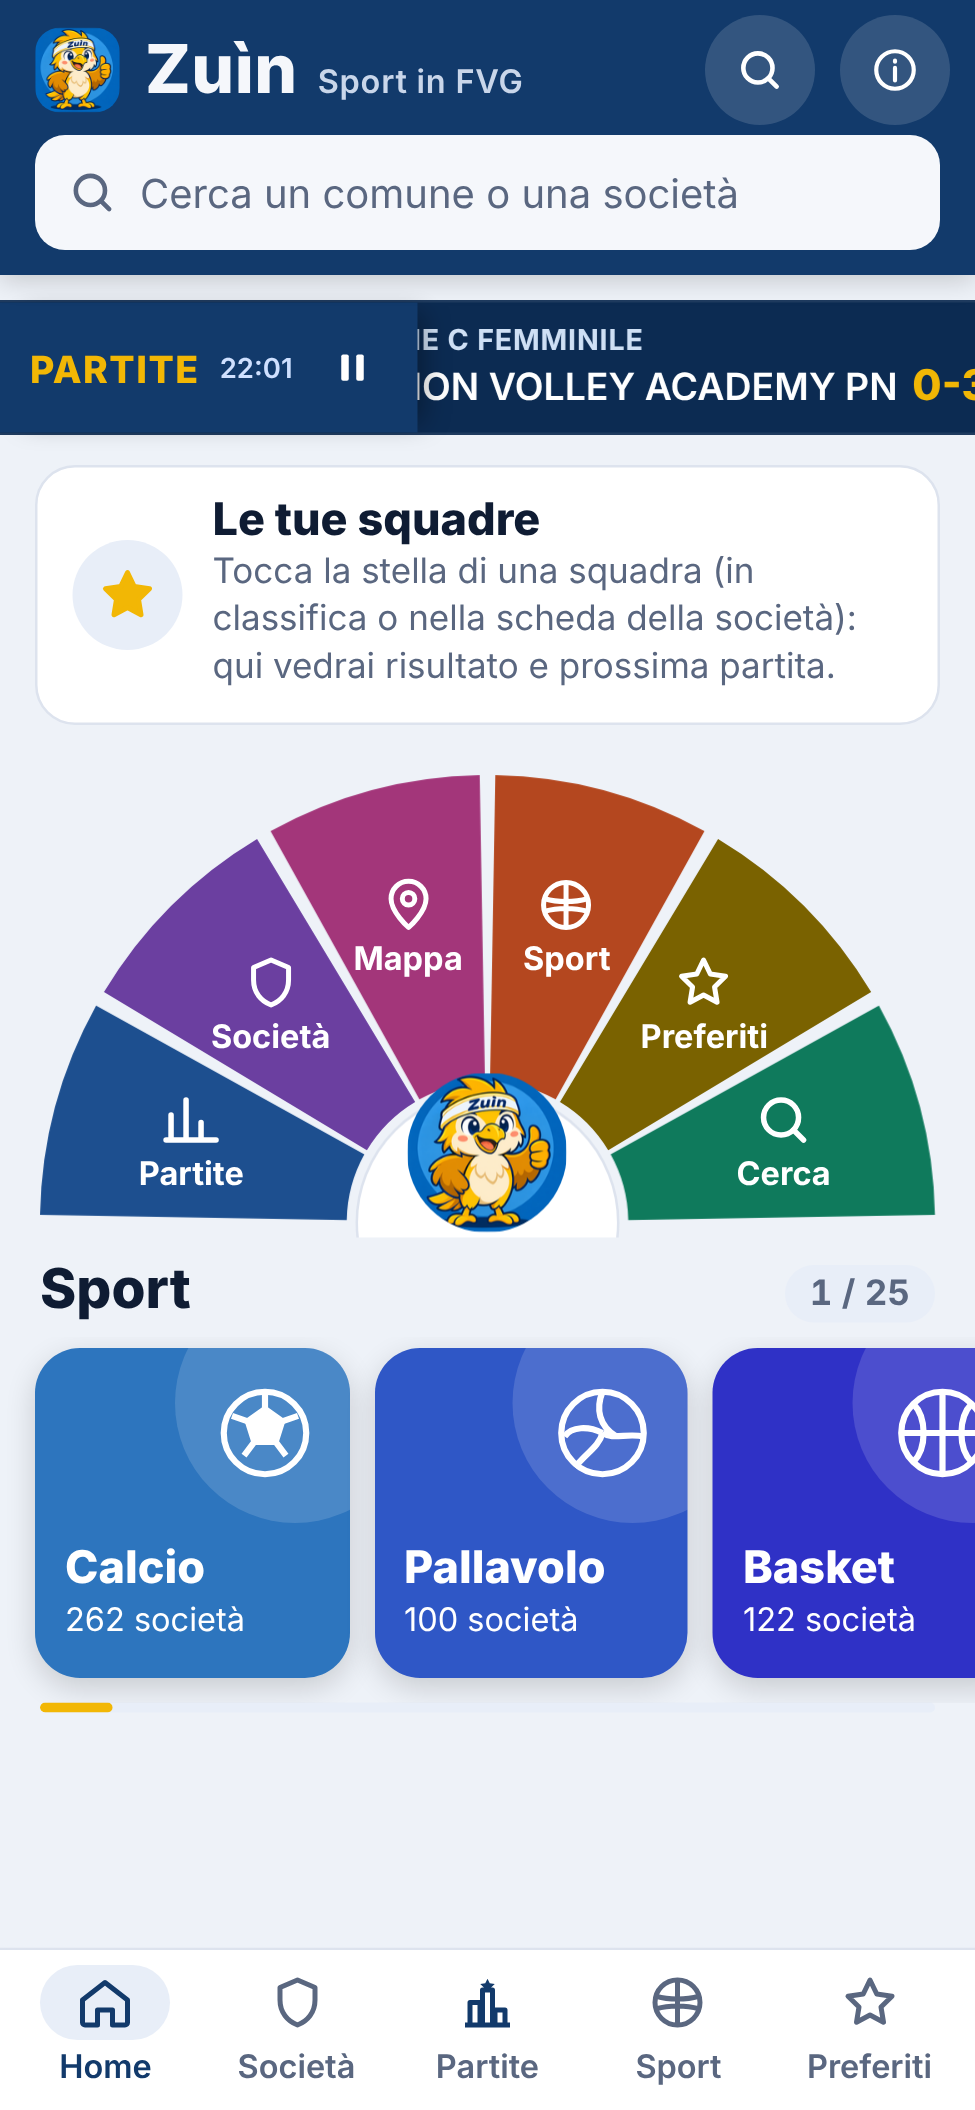 Zuìn Sport in FVG
Cerca un comune o una società
PARTITE 22:01
C FEMMINILE
VOLLEY ACADEMY PN 0-3
Le tue squadre
Tocca la stella di una squadra (in
classifica o nella scheda della società):
qui vedrai risultato e prossima partita.
Mappa
Sport
Società
Preferiti
Partite
Cerca
Zuìn
Sport
1 / 25
Calcio
262 società
Pallavolo
100 società
Basket
122 società
Home
Società
Partite
Sport
Preferiti